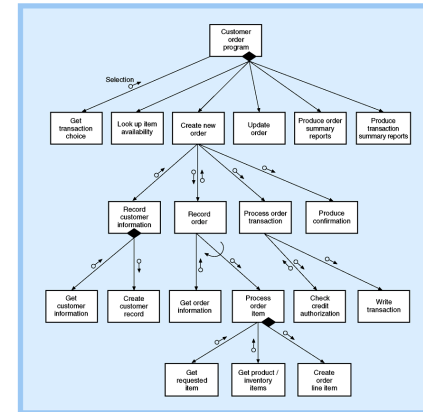 Customer
order
program
Selection
Get
transaction
choice
Look up item
availability
Create new
order
Update
order
Produce order
summary
reports
Produce
transaction
summary reports
Record
customer
information
Record
order
Process order
transaction
Produce
confirmation
Get
customer
information
Create
customer
record
Get order
information
Process
order
item
Check
credit
authorization
Write
transaction
Get
requested
item
Get product /
inventory
items
Create
order
line item